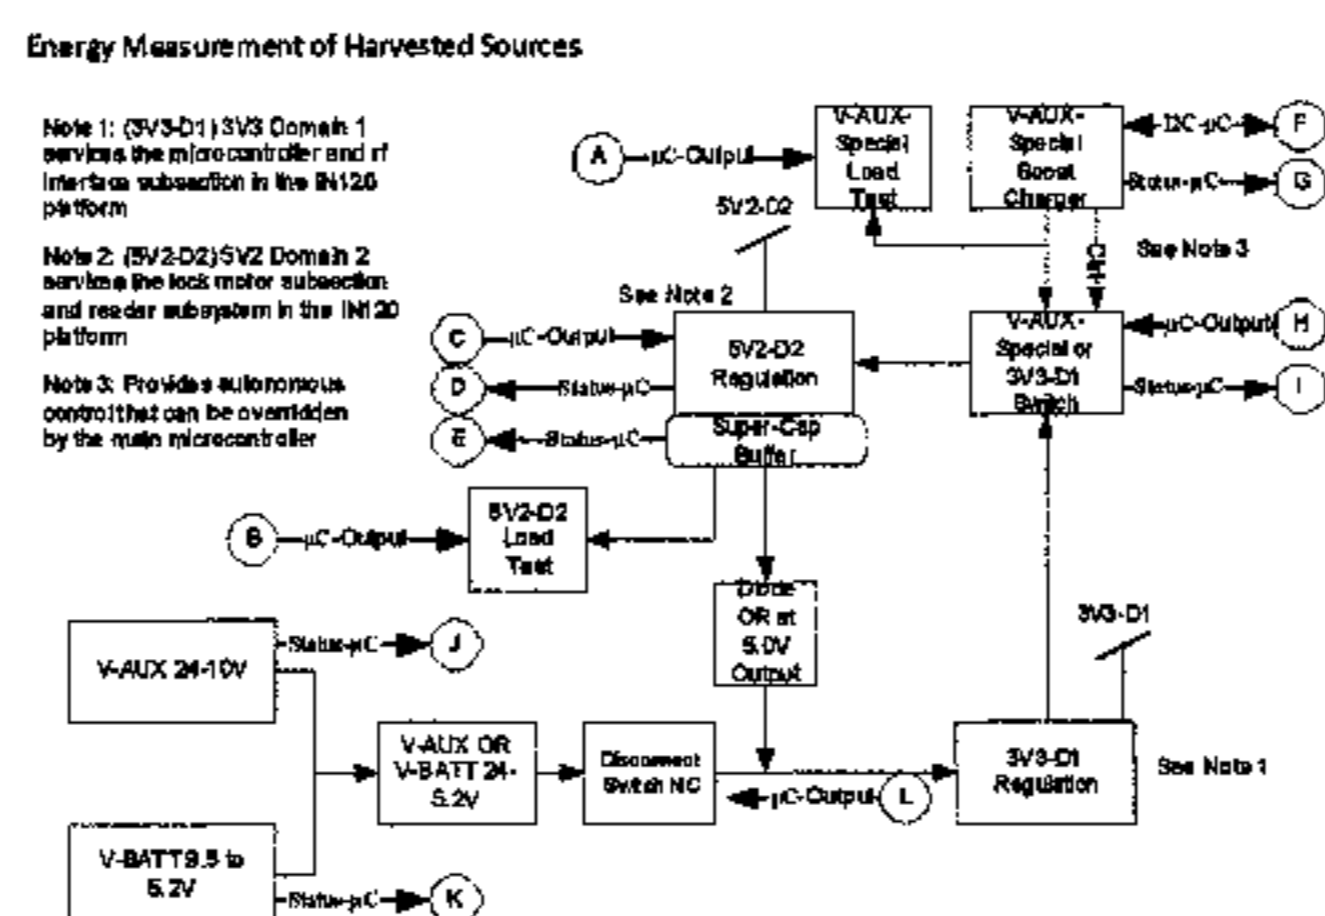 Energy Measurement of Harvested Sources
Note 1: (3V3-D1) 3V3 Domain 1
services the microcontroller and rf
interface subsection in the IN120
platform
Note 2: (5V2-D2) 5V2 Domain 2
services the lock motor subsection
and reader subsystem in the IN120
platform
Note 3: Provides autonomous
control that can be overridden
by the main microcontroller
A
µC-Output
V-AUX-
Special
Load
Test
V-AUX-
Special
Boost
Charger
I2C-µC
F
Status-µC
G
5V2-D2
See Note 2
Ctrl
See Note 3
C
µC-Output
D
Status-µC
E
Status-µC
5V2-D2
Regulation
Super-Cap
Buffer
V-AUX-
Special or
3V3-D1
Switch
µC-Output
H
Status-µC
I
B
µC-Output
5V2-D2
Load
Test
Diode
OR at
5.0V
Output
3V3-D1
V-AUX 24-10V
Status-µC
J
V-AUX OR
V-BATT 24-
5.2V
Disconnect
Switch NC
µC-Output
L
3V3-D1
Regulation
See Note 1
V-BATT 9.5 to
5.2V
Status-µC
K